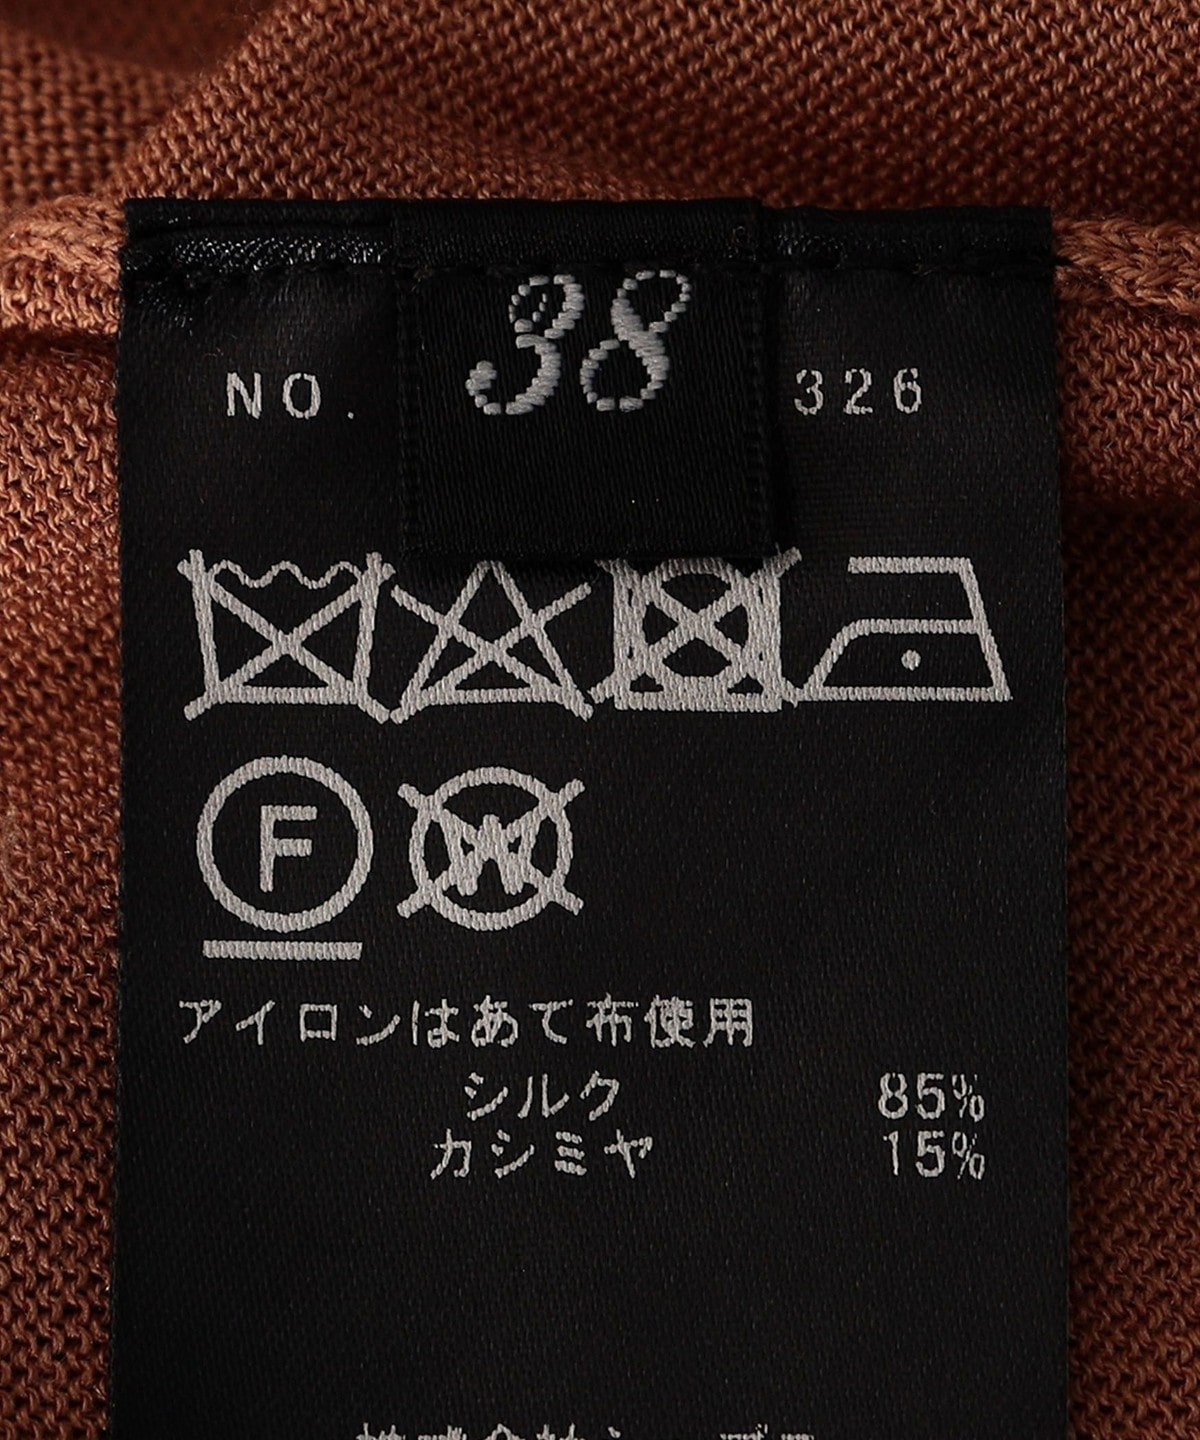 38
NO. 326
F W
アイロンはあて布使用
シルク 85%
カシミヤ 15%